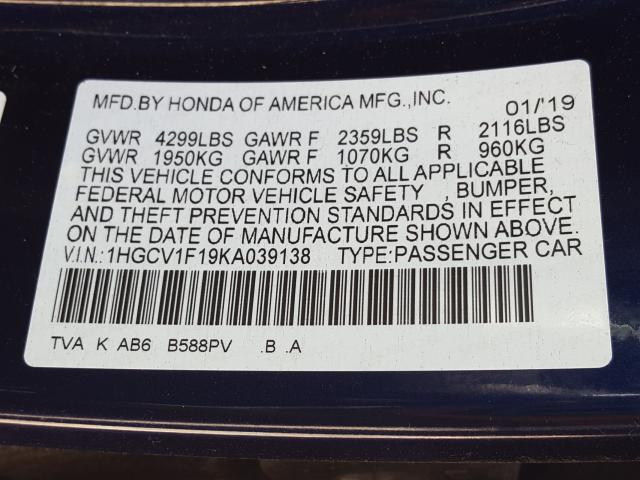 MFD.BY HONDA OF AMERICA MFG.,INC. 01/'19
GVWR 4299LBS GAWR F 2359LBS R 2116LBS
GVWR 1950KG GAWR F 1070KG R 960KG
THIS VEHICLE CONFORMS TO ALL APPLICABLE
FEDERAL MOTOR VEHICLE SAFETY , BUMPER,
AND THEFT PREVENTION STANDARDS IN EFFECT
ON THE DATE OF MANUFACTURE SHOWN ABOVE.
V.I.N.:1HGCV1F19KA039138 TYPE:PASSENGER CAR
TVA K AB6 B588PV .B .A